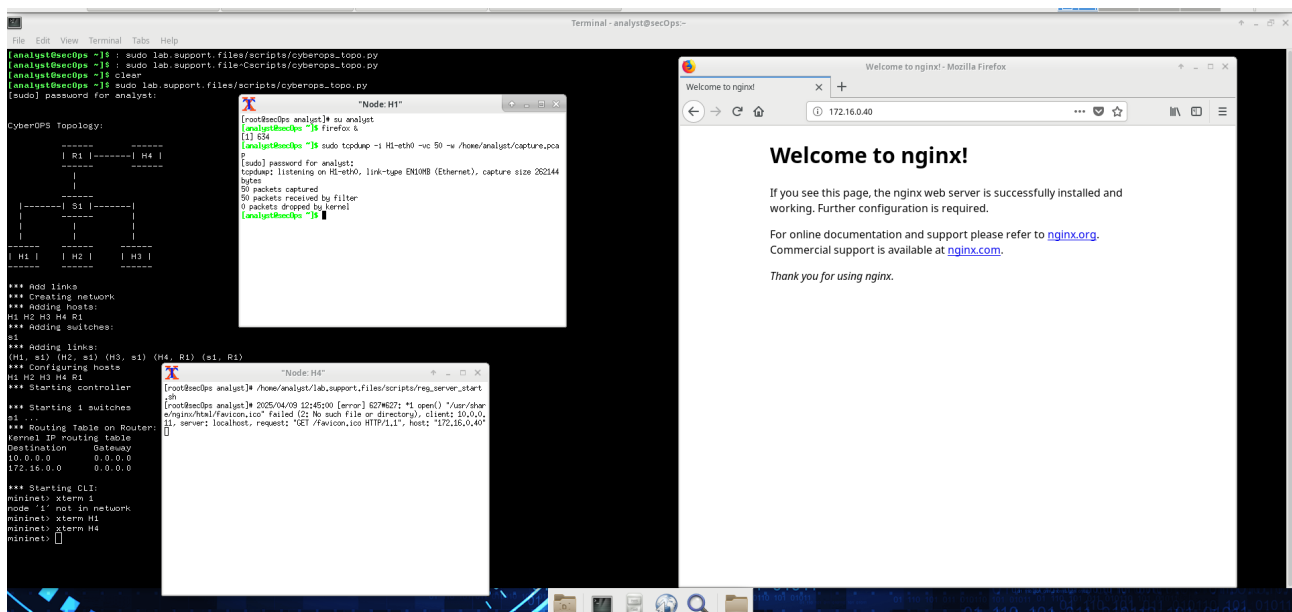 Terminal - analyst@secOps:~
File Edit View Terminal Tabs Help
[analyst@secOps ~]$ : sudo lab.support.files/scripts/cyberops_topo.py
[analyst@secOps ~]$ : sudo lab.support.file^Cscripts/cyberops_topo.py
[analyst@secOps ~]$ clear
[analyst@secOps ~]$ sudo lab.support.files/scripts/cyberops_topo.py
[sudo] password for analyst:
CyberOPS Topology:
| R1 |-------| H4 |
|-------| S1 |-------|
| H1 | | H2 | | H3 |
*** Add links
*** Creating network
*** Adding hosts:
H1 H2 H3 H4 R1
*** Adding switches:
s1
*** Adding links:
(H1, s1) (H2, s1) (H3, s1) (H4, R1) (s1, R1)
*** Configuring hosts
H1 H2 H3 H4 R1
*** Starting controller
*** Starting 1 switches
s1 ...
*** Routing Table on Router:
Kernel IP routing table
Destination Gateway
10.0.0.0 0.0.0.0
172.16.0.0 0.0.0.0
*** Starting CLI:
mininet> xterm 1
node '1' not in network
mininet> xterm H1
mininet> xterm H4
mininet>
"Node: H1"
[root@secOps analyst]# su analyst
[analyst@secOps ~]$ firefox &
[1] 634
[analyst@secOps ~]$ sudo tcpdump -i H1-eth0 -vc 50 -w /home/analyst/capture.pca
p
[sudo] password for analyst:
tcpdump: listening on H1-eth0, link-type EN10MB (Ethernet), capture size 262144
bytes
50 packets captured
50 packets received by filter
0 packets dropped by kernel
[analyst@secOps ~]$
"Node: H4"
[root@secOps analyst]# /home/analyst/lab.support.files/scripts/reg_server_start
.sh
[root@secOps analyst]# 2025/04/09 12:45:00 [error] 627#627: *1 open() "/usr/shar
e/nginx/html/favicon.ico" failed (2: No such file or directory), client: 10.0.0.
11, server: localhost, request: "GET /favicon.ico HTTP/1.1", host: "172.16.0.40"
Welcome to nginx! - Mozilla Firefox
Welcome to nginx!
172.16.0.40
Welcome to nginx!
If you see this page, the nginx web server is successfully installed and
working. Further configuration is required.
For online documentation and support please refer to nginx.org.
Commercial support is available at nginx.com.
Thank you for using nginx.